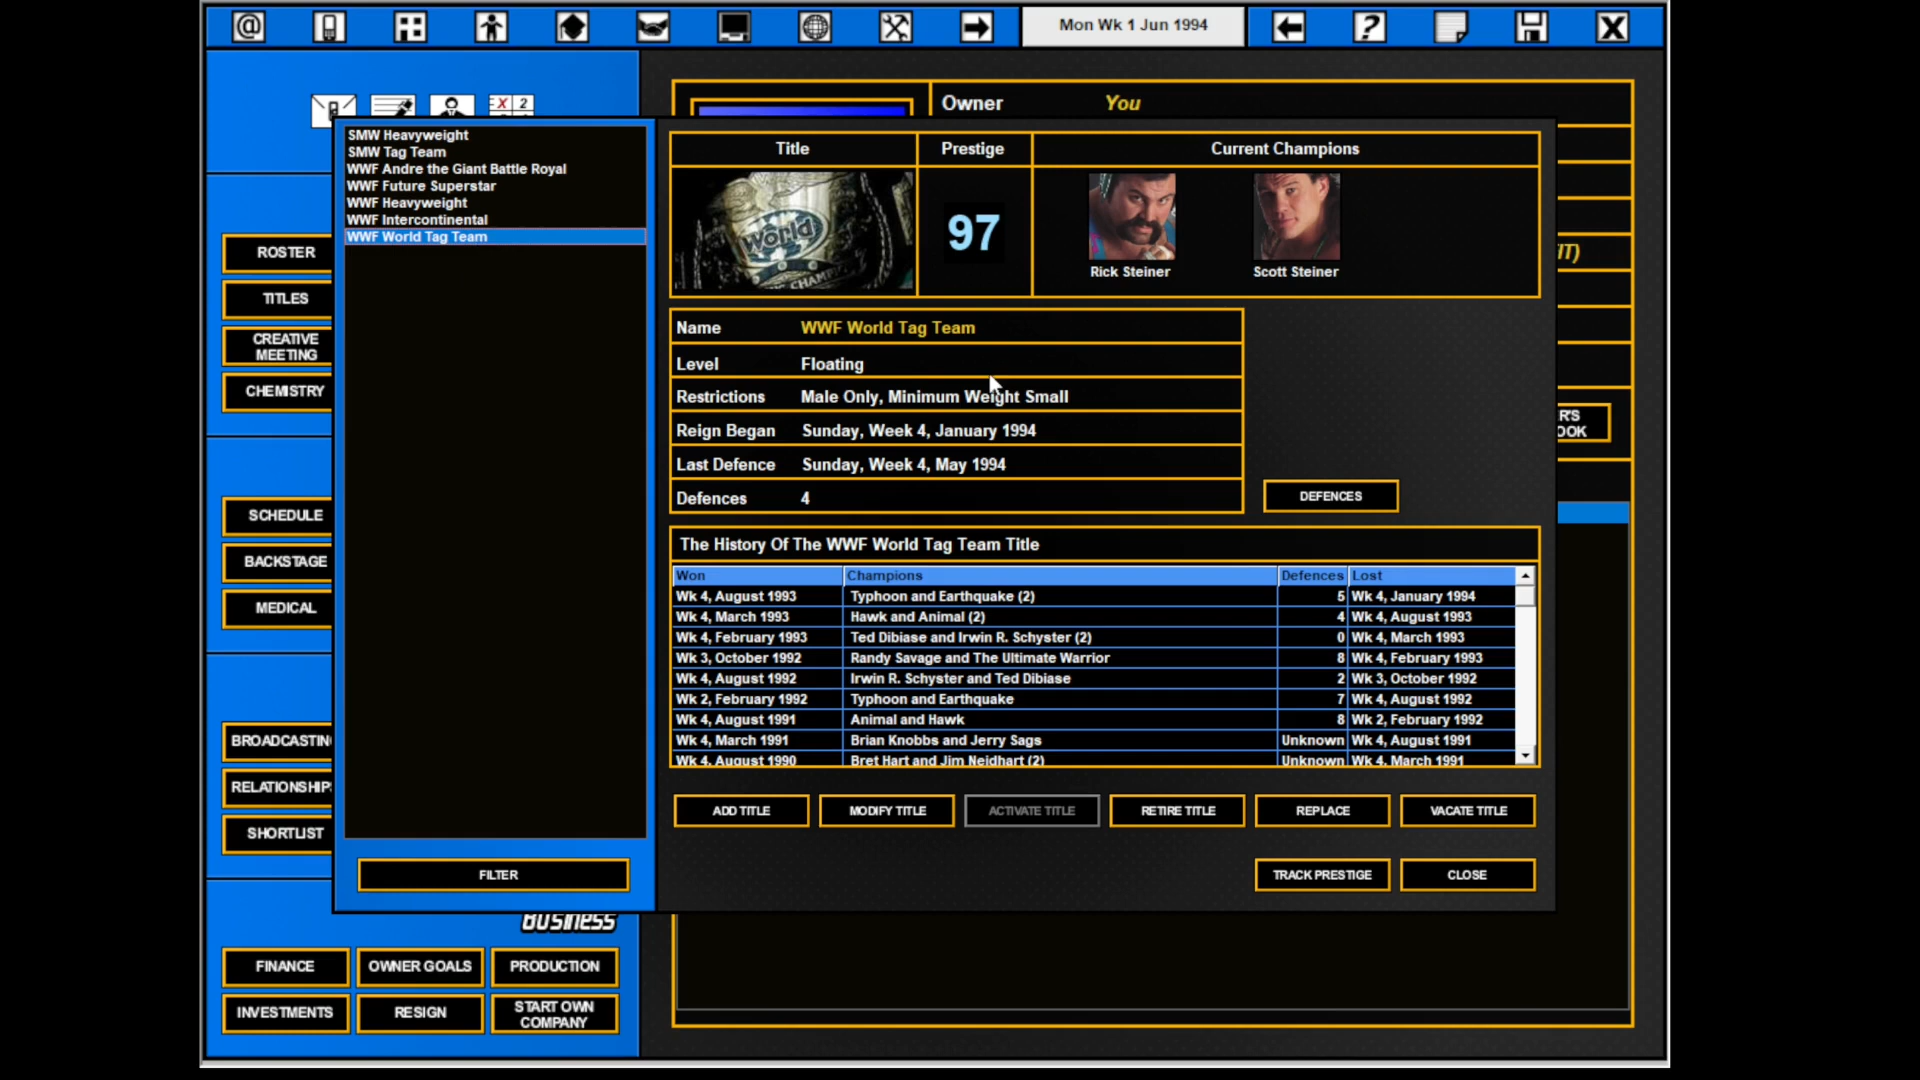 Mon Wk 1 Jun 1994
X 2
Owner You
SMW Heavyweight
SMW Tag Team
WWF Andre the Giant Battle Royal
WWF Future Superstar
WWF Heavyweight
WWF Intercontinental
WWF World Tag Team
ROSTER
TITLES
CREATIVE
MEETING
CHEMISTRY
SCHEDULE
BACKSTAGE
MEDICAL
BROADCASTIN
RELATIONSHIP
SHORTLIST
FILTER
Business
FINANCE OWNER GOALS PRODUCTION
INVESTMENTS RESIGN START OWN
COMPANY
Title Prestige Current Champions
World
97
Rick Steiner Scott Steiner
Name WWF World Tag Team
Level Floating
Restrictions Male Only, Minimum Weight Small
Reign Began Sunday, Week 4, January 1994
Last Defence Sunday, Week 4, May 1994
Defences 4
DEFENCES
The History Of The WWF World Tag Team Title
Won Champions Defences Lost
Wk 4, August 1993 Typhoon and Earthquake (2) 5 Wk 4, January 1994
Wk 4, March 1993 Hawk and Animal (2) 4 Wk 4, August 1993
Wk 4, February 1993 Ted Dibiase and Irwin R. Schyster (2) 0 Wk 4, March 1993
Wk 3, October 1992 Randy Savage and The Ultimate Warrior 8 Wk 4, February 1993
Wk 4, August 1992 Irwin R. Schyster and Ted Dibiase 2 Wk 3, October 1992
Wk 2, February 1992 Typhoon and Earthquake 7 Wk 4, August 1992
Wk 4, August 1991 Animal and Hawk 8 Wk 2, February 1992
Wk 4, March 1991 Brian Knobbs and Jerry Sags Unknown Wk 4, August 1991
Wk 4, August 1990 Bret Hart and Jim Neidhart (2) Unknown Wk 4, March 1991
ADD TITLE MODIFY TITLE ACTIVATE TITLE RETIRE TITLE REPLACE VACATE TITLE
TRACK PRESTIGE CLOSE
IT)
R'S
OOK